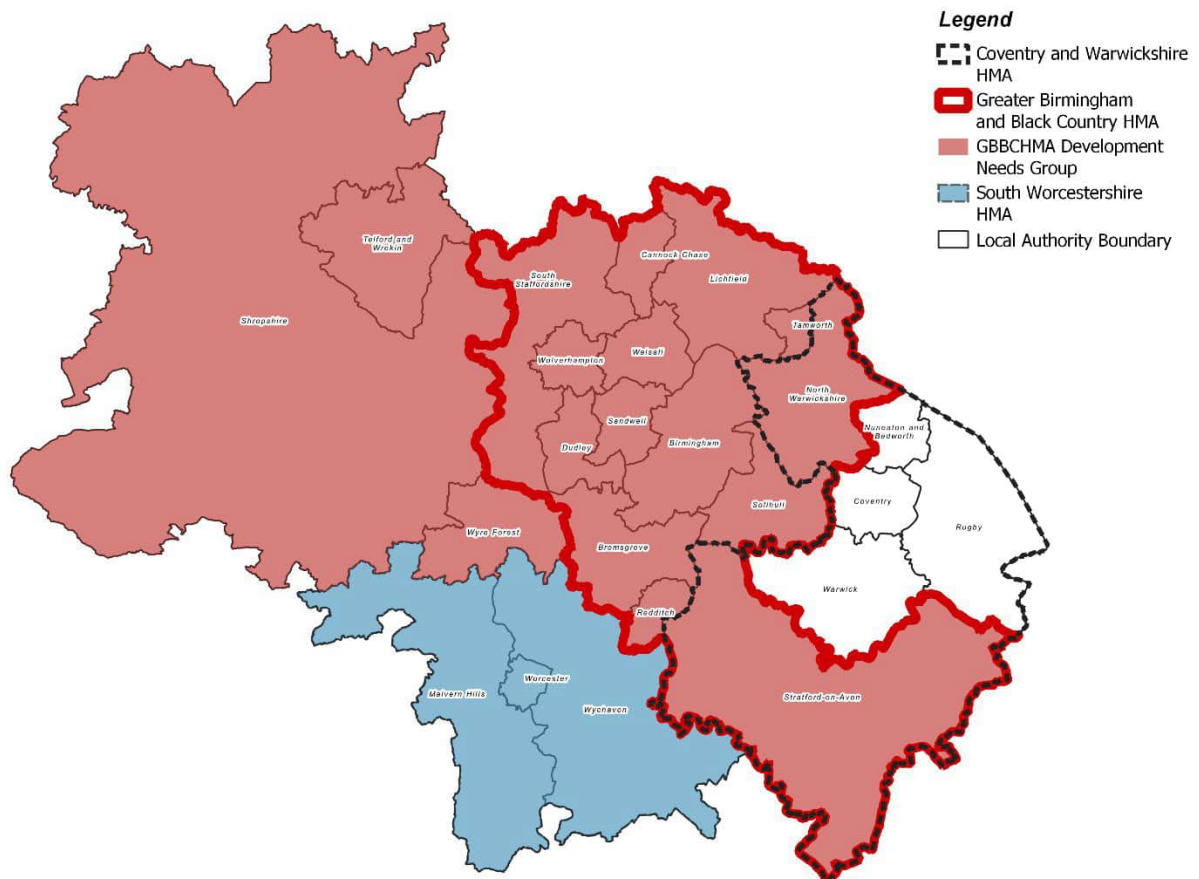 Legend
Coventry and Warwickshire
HMA
Greater Birmingham
and Black Country HMA
GBBCHMA Development
Needs Group
South Worcestershire
HMA
Local Authority Boundary
Telford and
Wrekin
Shropshire
South
Staffordshire
Cannock Chase
Lichfield
Tamworth
Wolverhampton
Walsall
North
Warwickshire
Sandwell
Dudley
Birmingham
Nuneaton and
Bedworth
Solihull
Coventry
Rugby
Wyre Forest
Bromsgrove
Warwick
Redditch
Worcester
Malvern Hills
Wychavon
Stratford-on-Avon